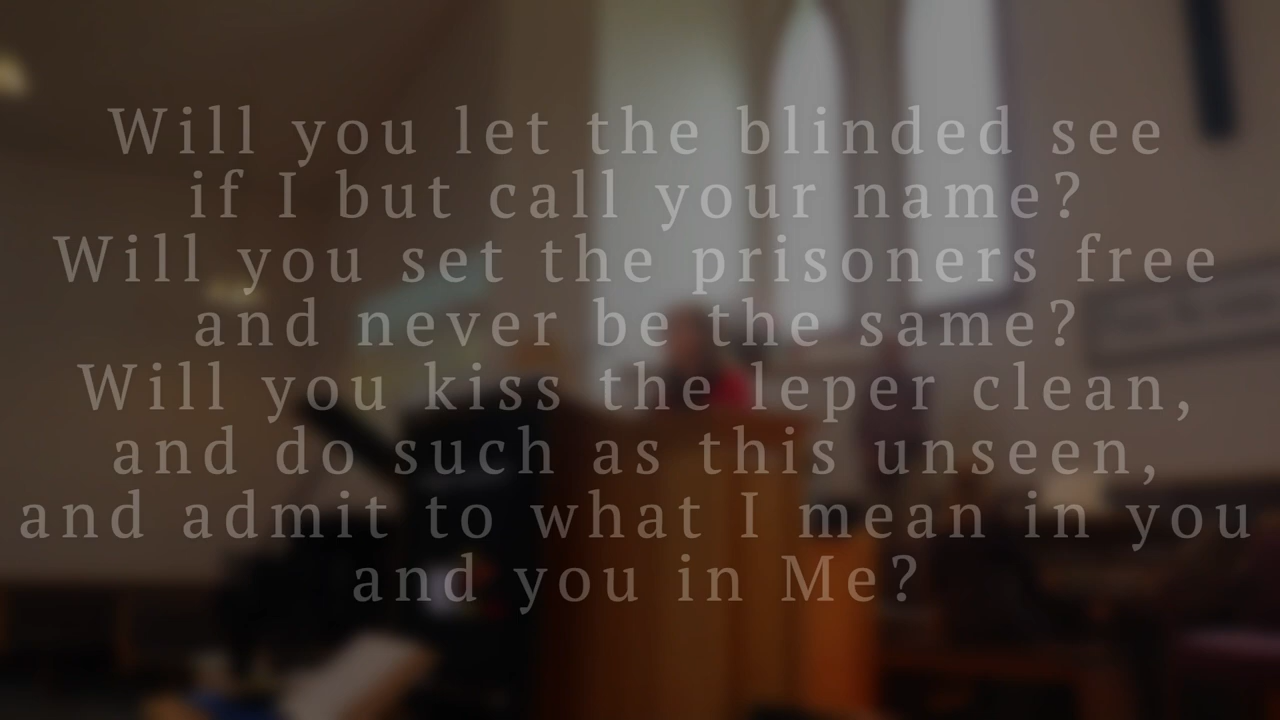 Will you let the blinded see
if I but call your name?
Will you set the prisoners free
and never be the same?
Will you kiss the leper clean,
and do such as this unseen,
and admit to what I mean in you
and you in Me?